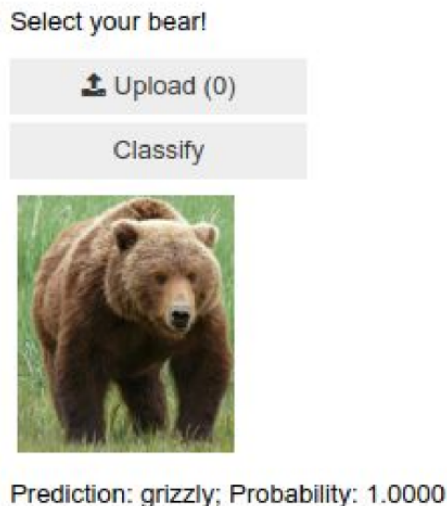 Select your bear!
Upload (0)
Classify
Prediction: grizzly; Probability: 1.0000